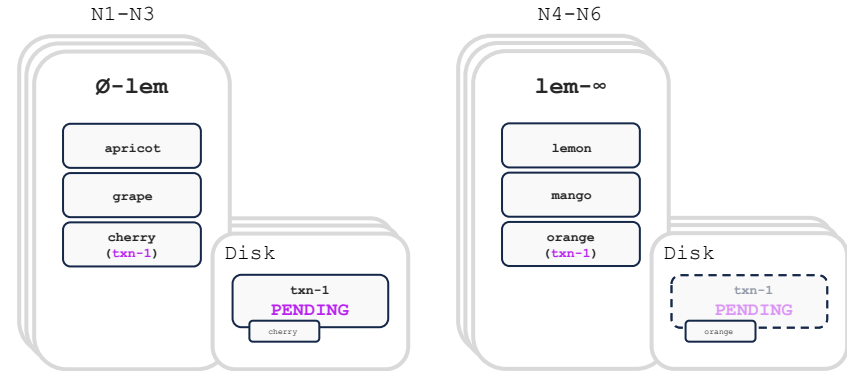 N1-N3
Ø-lem
apricot
grape
cherry
(txn-1)
Disk
txn-1
PENDING
cherry
N4-N6
lem-∞
lemon
mango
orange
(txn-1)
Disk
txn-1
PENDING
orange